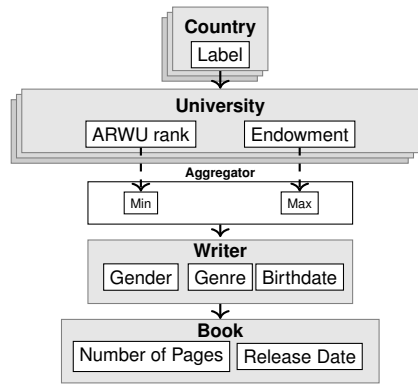 Country
Label
University
ARWU rank Endowment
Aggregator
Min Max
Writer
Gender Genre Birthdate
Book
Number of Pages Release Date